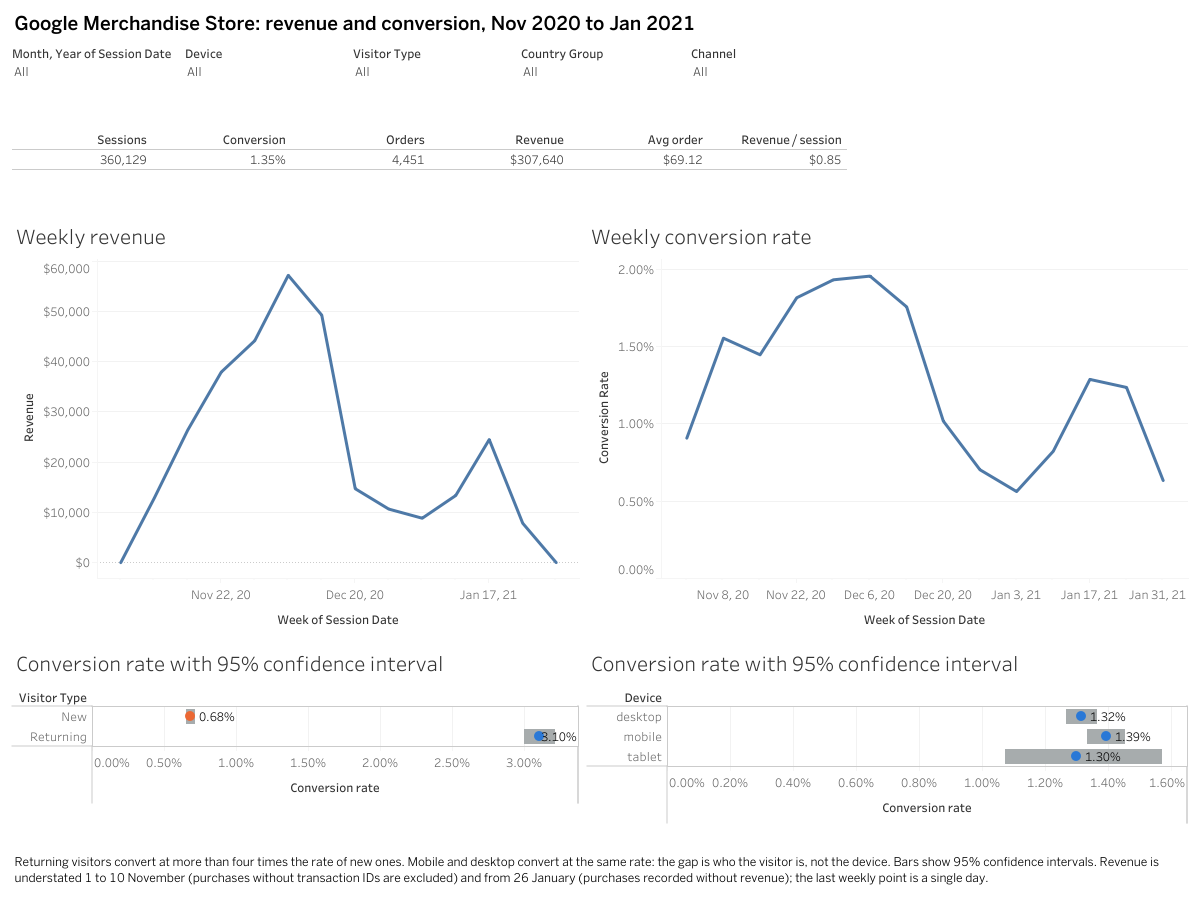 Google Merchandise Store: revenue and conversion, Nov 2020 to Jan 2021
Month, Year of Session Date Device Visitor Type Country Group Channel
All All All All All
Sessions Conversion Orders Revenue Avg order Revenue / session
360,129 1.35% 4,451 $307,640 $69.12 $0.85
Weekly revenue
$60,000
$50,000
$40,000
$30,000
$20,000
$10,000
$0
Revenue
Nov 22, 20 Dec 20, 20 Jan 17, 21
Week of Session Date
Weekly conversion rate
2.00%
1.50%
1.00%
0.50%
0.00%
Conversion Rate
Nov 8, 20 Nov 22, 20 Dec 6, 20 Dec 20, 20 Jan 3, 21 Jan 17, 21 Jan 31, 21
Week of Session Date
Conversion rate with 95% confidence interval
Visitor Type
New 0.68%
Returning 3.10%
0.00% 0.50% 1.00% 1.50% 2.00% 2.50% 3.00%
Conversion rate
Conversion rate with 95% confidence interval
Device
desktop 1.32%
mobile 1.39%
tablet 1.30%
0.00% 0.20% 0.40% 0.60% 0.80% 1.00% 1.20% 1.40% 1.60%
Conversion rate
Returning visitors convert at more than four times the rate of new ones. Mobile and desktop convert at the same rate: the gap is who the visitor is, not the device. Bars show 95% confidence intervals. Revenue is
understated 1 to 10 November (purchases without transaction IDs are excluded) and from 26 January (purchases recorded without revenue); the last weekly point is a single day.